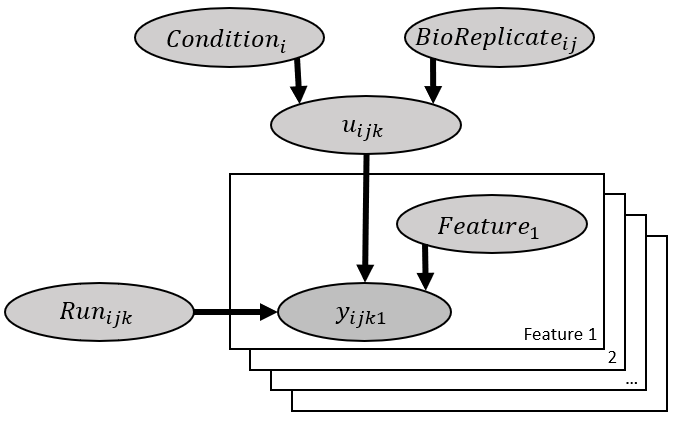 Condition_i
BioReplicate_ij
u_ijk
Feature_1
Run_ijk
y_ijk1
Feature 1
2
...